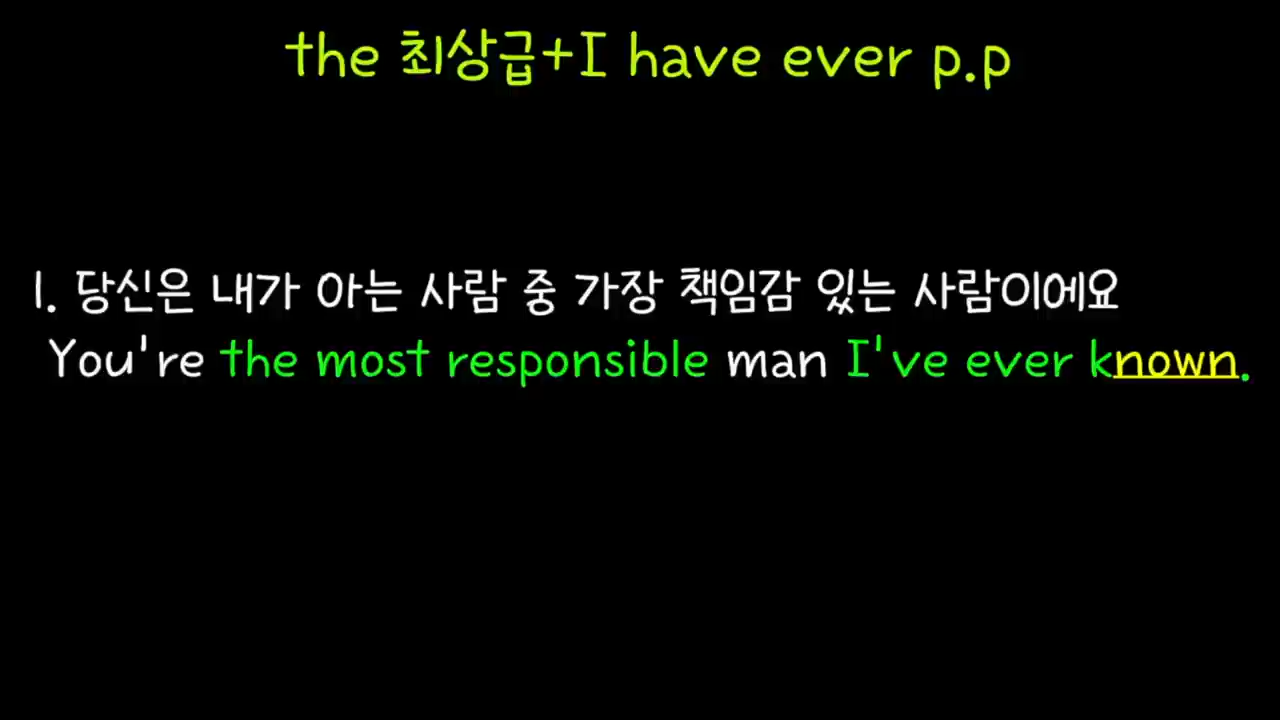 the 최상급+I have ever p.p
1. 당신은 내가 아는 사람 중 가장 책임감 있는 사람이에요
You're the most responsible man I've ever known.